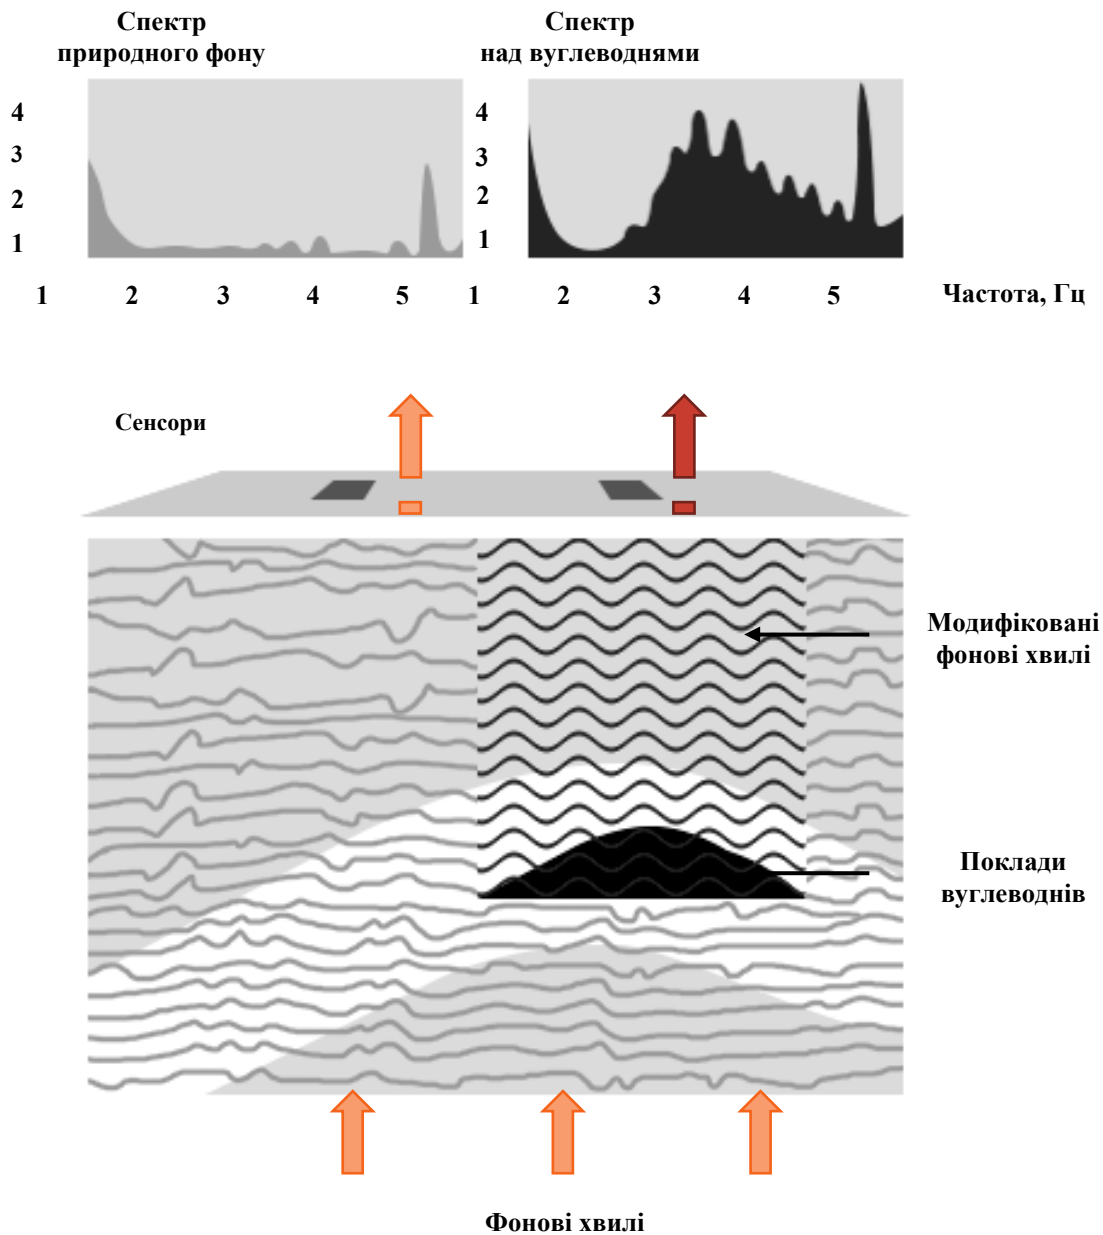 Спектр
природного фону
Спектр
над вуглеводнями
4
3
2
1
4
3
2
1
1 2 3 4 5 1 2 3 4 5 Частота, Гц
Сенсори
Модифіковані
фонові хвилі
Поклади
вуглеводнів
Фонові хвилі